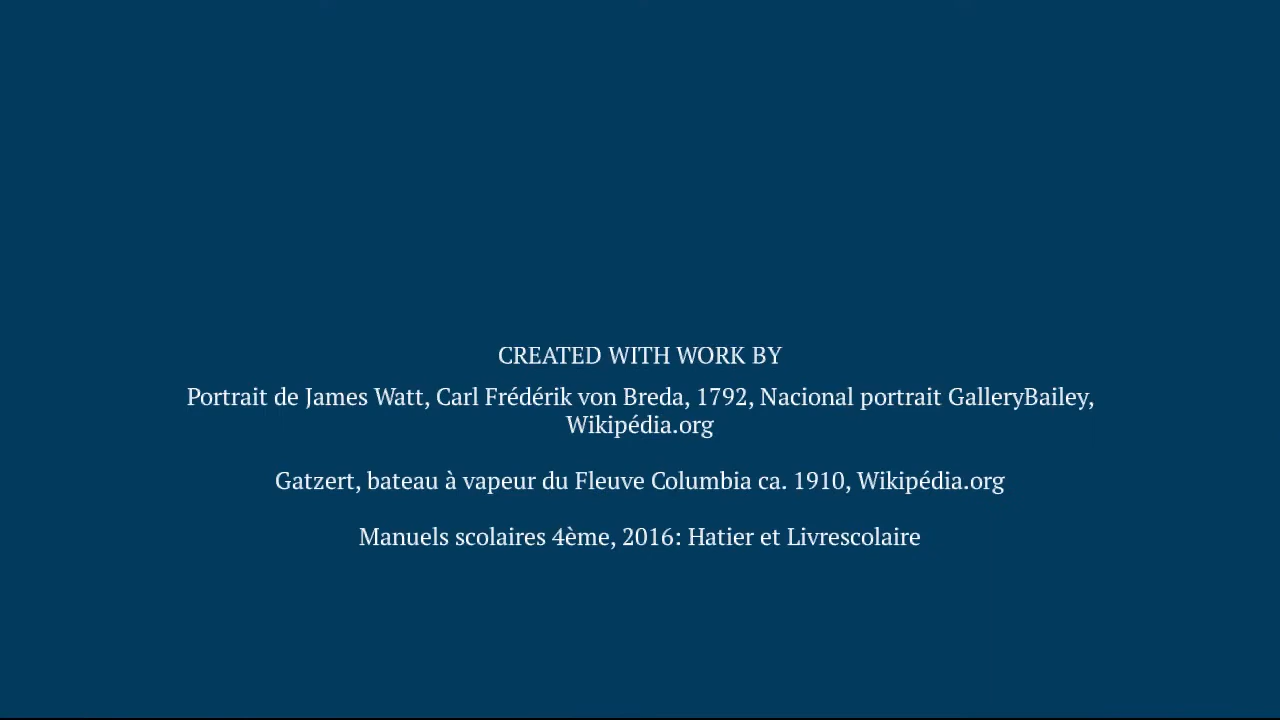 CREATED WITH WORK BY
Portrait de James Watt, Carl Frédérik von Breda, 1792, Nacional portrait GalleryBailey,
Wikipédia.org
Gatzert, bateau à vapeur du Fleuve Columbia ca. 1910, Wikipédia.org
Manuels scolaires 4ème, 2016: Hatier et Livrescolaire